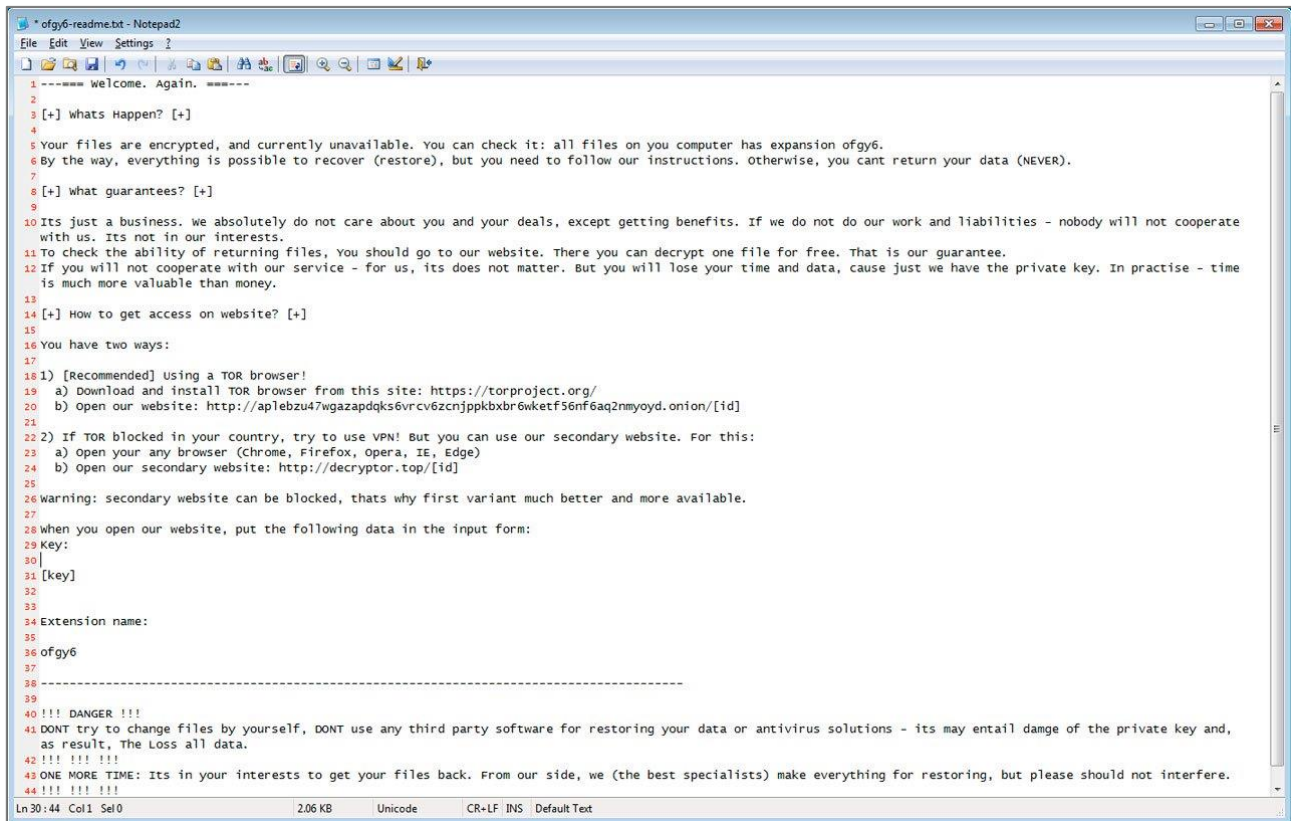 * ofgy6-readme.txt - Notepad2
File Edit View Settings ?
1 ---=== Welcome. Again. ===---
2
3 [+] Whats Happen? [+]
4
5 Your files are encrypted, and currently unavailable. You can check it: all files on you computer has expansion ofgy6.
6 By the way, everything is possible to recover (restore), but you need to follow our instructions. Otherwise, you cant return your data (NEVER).
7
8 [+] What guarantees? [+]
9
10 Its just a business. We absolutely do not care about you and your deals, except getting benefits. If we do not do our work and liabilities - nobody will not cooperate
with us. Its not in our interests.
11 To check the ability of returning files, You should go to our website. There you can decrypt one file for free. That is our guarantee.
12 If you will not cooperate with our service - for us, its does not matter. But you will lose your time and data, cause just we have the private key. In practise - time
is much more valuable than money.
13
14 [+] How to get access on website? [+]
15
16 You have two ways:
17
18 1) [Recommended] Using a TOR browser!
19 a) Download and install TOR browser from this site: https://torproject.org/
20 b) Open our website: http://aplebzu47wgazapdqks6vrcv6zcnjppkbxbr6wketf56nf6aq2nmyoyd.onion/[id]
21
22 2) If TOR blocked in your country, try to use VPN! But you can use our secondary website. For this:
23 a) Open your any browser (Chrome, Firefox, Opera, IE, Edge)
24 b) Open our secondary website: http://decryptor.top/[id]
25
26 Warning: secondary website can be blocked, thats why first variant much better and more available.
27
28 When you open our website, put the following data in the input form:
29 Key:
30
31 [key]
32
33
34 Extension name:
35
36 ofgy6
37
38 -----------------------------------------------------------------------------------------
39
40 !!! DANGER !!!
41 DONT try to change files by yourself, DONT use any third party software for restoring your data or antivirus solutions - its may entail damge of the private key and,
as result, The Loss all data.
42 !!! !!! !!!
43 ONE MORE TIME: Its in your interests to get your files back. From our side, we (the best specialists) make everything for restoring, but please should not interfere.
44 !!! !!! !!!
Ln 30 : 44 Col 1 Sel 0 2.06 KB Unicode CR+LF INS Default Text